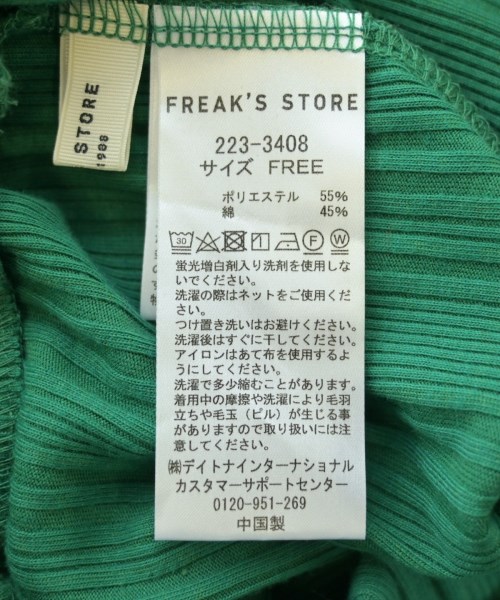 STORE
1988
FREAK'S STORE
223-3408
サイズ FREE
ポリエステル 55%
綿 45%
30
F
W
蛍光増白剤入り洗剤を使用しな
いでください。
洗濯の際はネットをご使用くだ
さい。
つけ置き洗いはお避けください。
洗濯後はすぐに干してください。
アイロンはあて布を使用するよ
うにしてください。
洗濯で多少縮むことがあります。
着用中の摩擦や洗濯により毛羽
立ちや毛玉（ピル）が生じる事
がありますので取り扱いには注
意してください。
㈱デイトナインターナショナル
カスタマーサポートセンター
0120-951-269
中国製